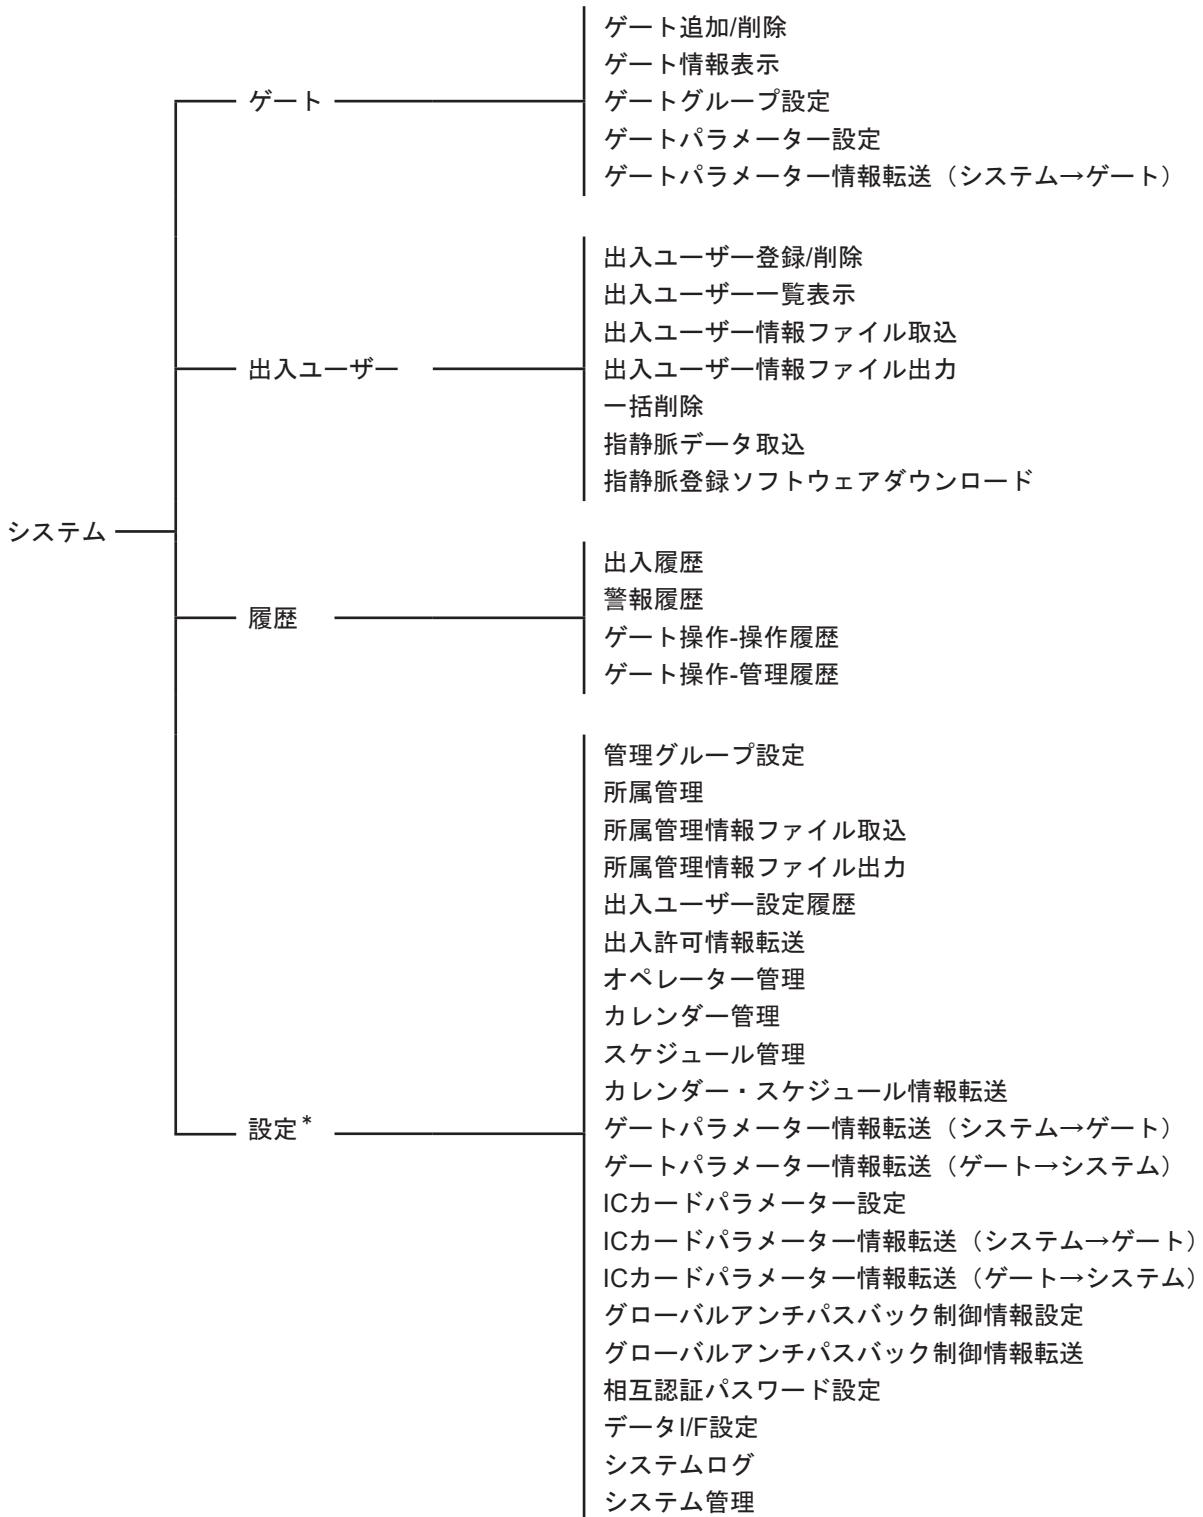 ゲート追加/削除
ゲート情報表示
ゲート
ゲートグループ設定
ゲートパラメーター設定
ゲートパラメーター情報転送（システム→ゲート）
出入ユーザー登録/削除
出入ユーザー一覧表示
出入ユーザー情報ファイル取込
出入ユーザー
出入ユーザー情報ファイル出力
一括削除
指静脈データ取込
指静脈登録ソフトウェアダウンロード
システム
出入履歴
警報履歴
履歴
ゲート操作-操作履歴
ゲート操作-管理履歴
管理グループ設定
所属管理
所属管理情報ファイル取込
所属管理情報ファイル出力
出入ユーザー設定履歴
出入許可情報転送
オペレーター管理
カレンダー管理
スケジュール管理
カレンダー・スケジュール情報転送
設定*
ゲートパラメーター情報転送（システム→ゲート）
ゲートパラメーター情報転送（ゲート→システム）
ICカードパラメーター設定
ICカードパラメーター情報転送（システム→ゲート）
ICカードパラメーター情報転送（ゲート→システム）
グローバルアンチパスバック制御情報設定
グローバルアンチパスバック制御情報転送
相互認証パスワード設定
データI/F設定
システムログ
システム管理